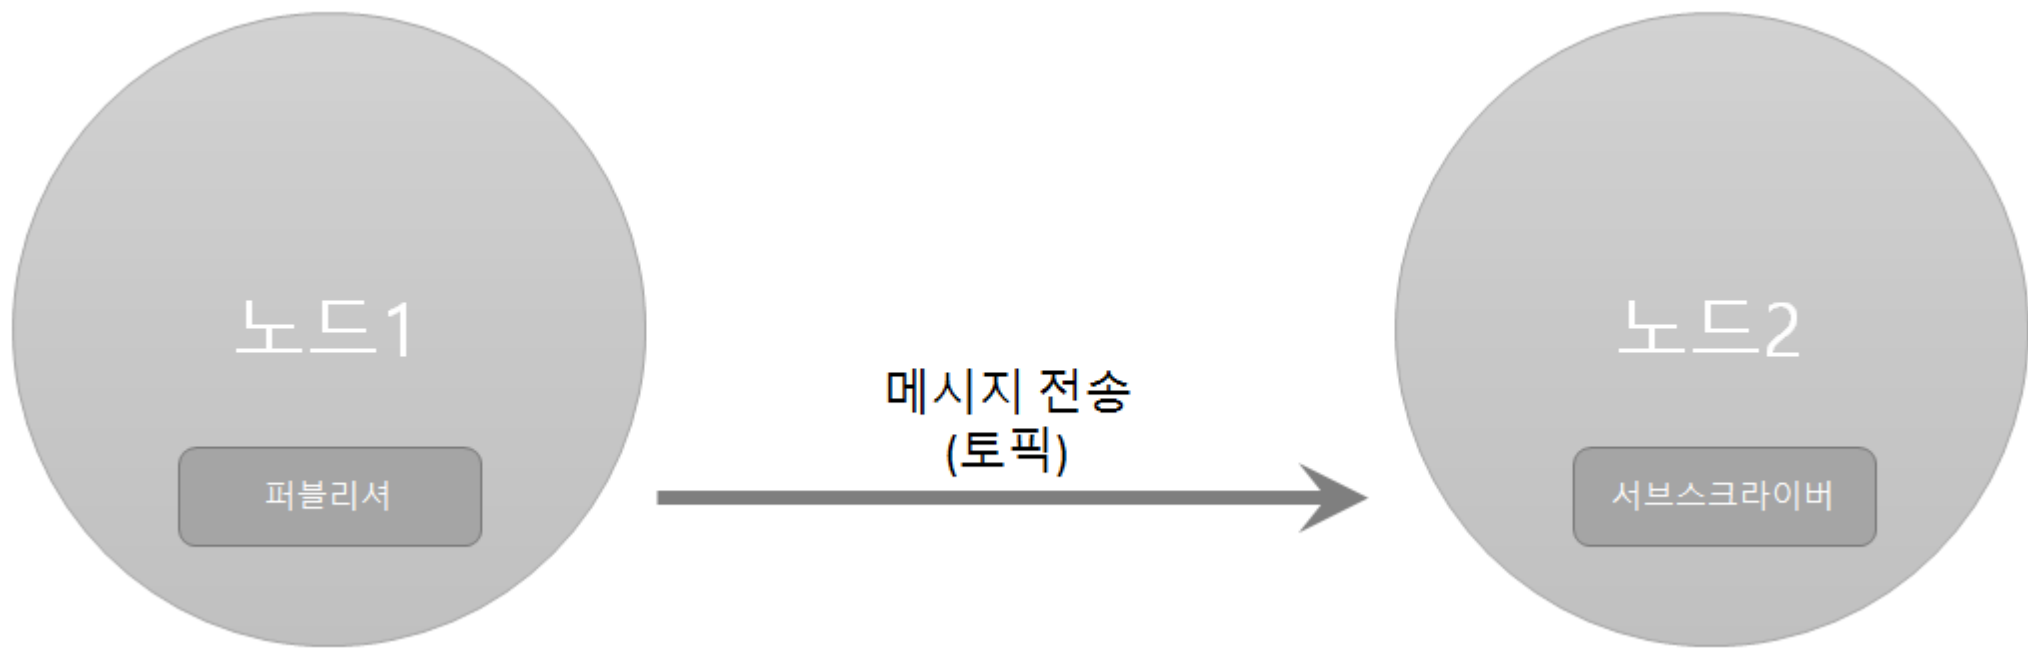 노드1
퍼블리셔
메시지 전송
(토픽)
노드2
서브스크라이버